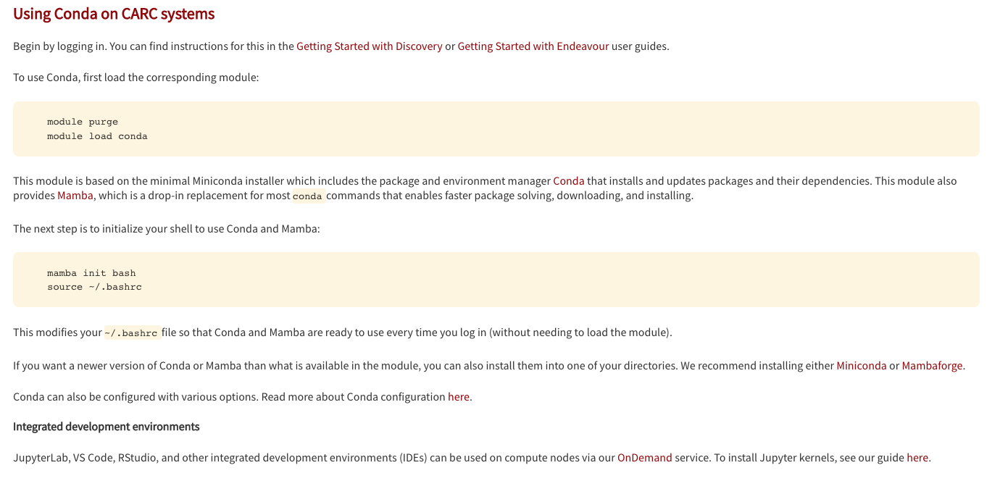 Using Conda on CARC systems
Begin by logging in. You can find instructions for this in the Getting Started with Discovery or Getting Started with Endeavour user guides.
To use Conda, first load the corresponding module:
module purge
module load conda
This module is based on the minimal Miniconda installer which includes the package and environment manager Conda that installs and updates packages and their dependencies. This module also
provides Mamba, which is a drop-in replacement for most conda commands that enables faster package solving, downloading, and installing.
The next step is to initialize your shell to use Conda and Mamba:
mamba init bash
source ~/.bashrc
This modifies your ~/.bashrc file so that Conda and Mamba are ready to use every time you log in (without needing to load the module).
If you want a newer version of Conda or Mamba than what is available in the module, you can also install them into one of your directories. We recommend installing either Miniconda or Mambaforge.
Conda can also be configured with various options. Read more about Conda configuration here.
Integrated development environments
JupyterLab, VS Code, RStudio, and other integrated development environments (IDEs) can be used on compute nodes via our OnDemand service. To install Jupyter kernels, see our guide here.